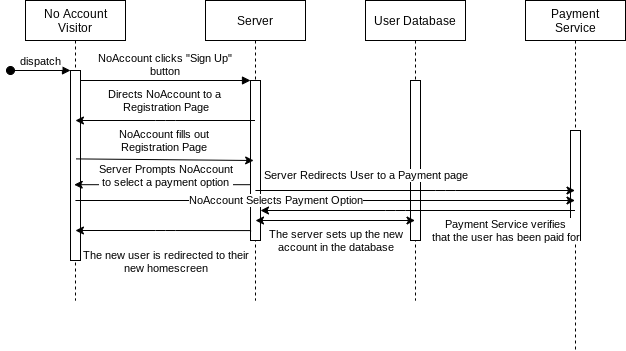 No Account
Visitor
Server
User Database
Payment
Service
dispatch
NoAccount clicks "Sign Up"
button
Directs NoAccount to a
Registration Page
NoAccount fills out
Registration Page
Server Prompts NoAccount
to select a payment option
Server Redirects User to a Payment page
NoAccount Selects Payment Option
Payment Service verifies
that the user has been paid for
The server sets up the new
account in the database
The new user is redirected to their
new homescreen